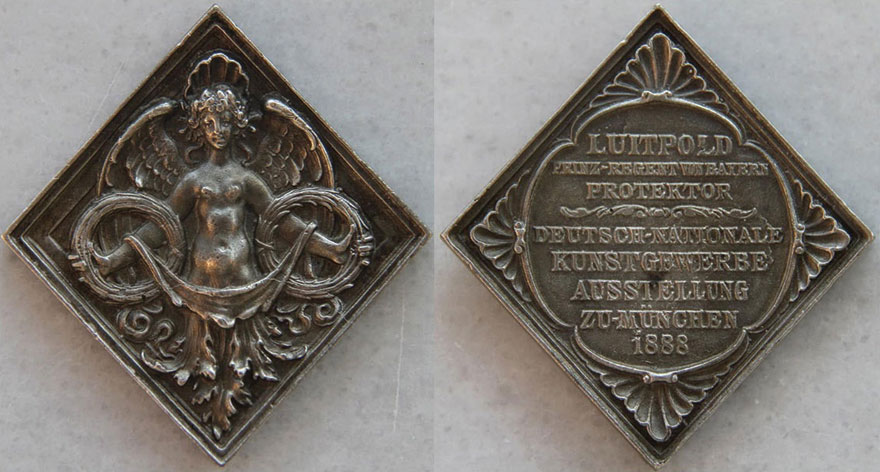 LUITPOLD
PRINZ-REGENT VON BAYERN
PROTEKTOR
DEUTSCH-NATIONALE
KUNSTGEWERBE
AUSSTELLUNG
ZU-MÜNCHEN
1888